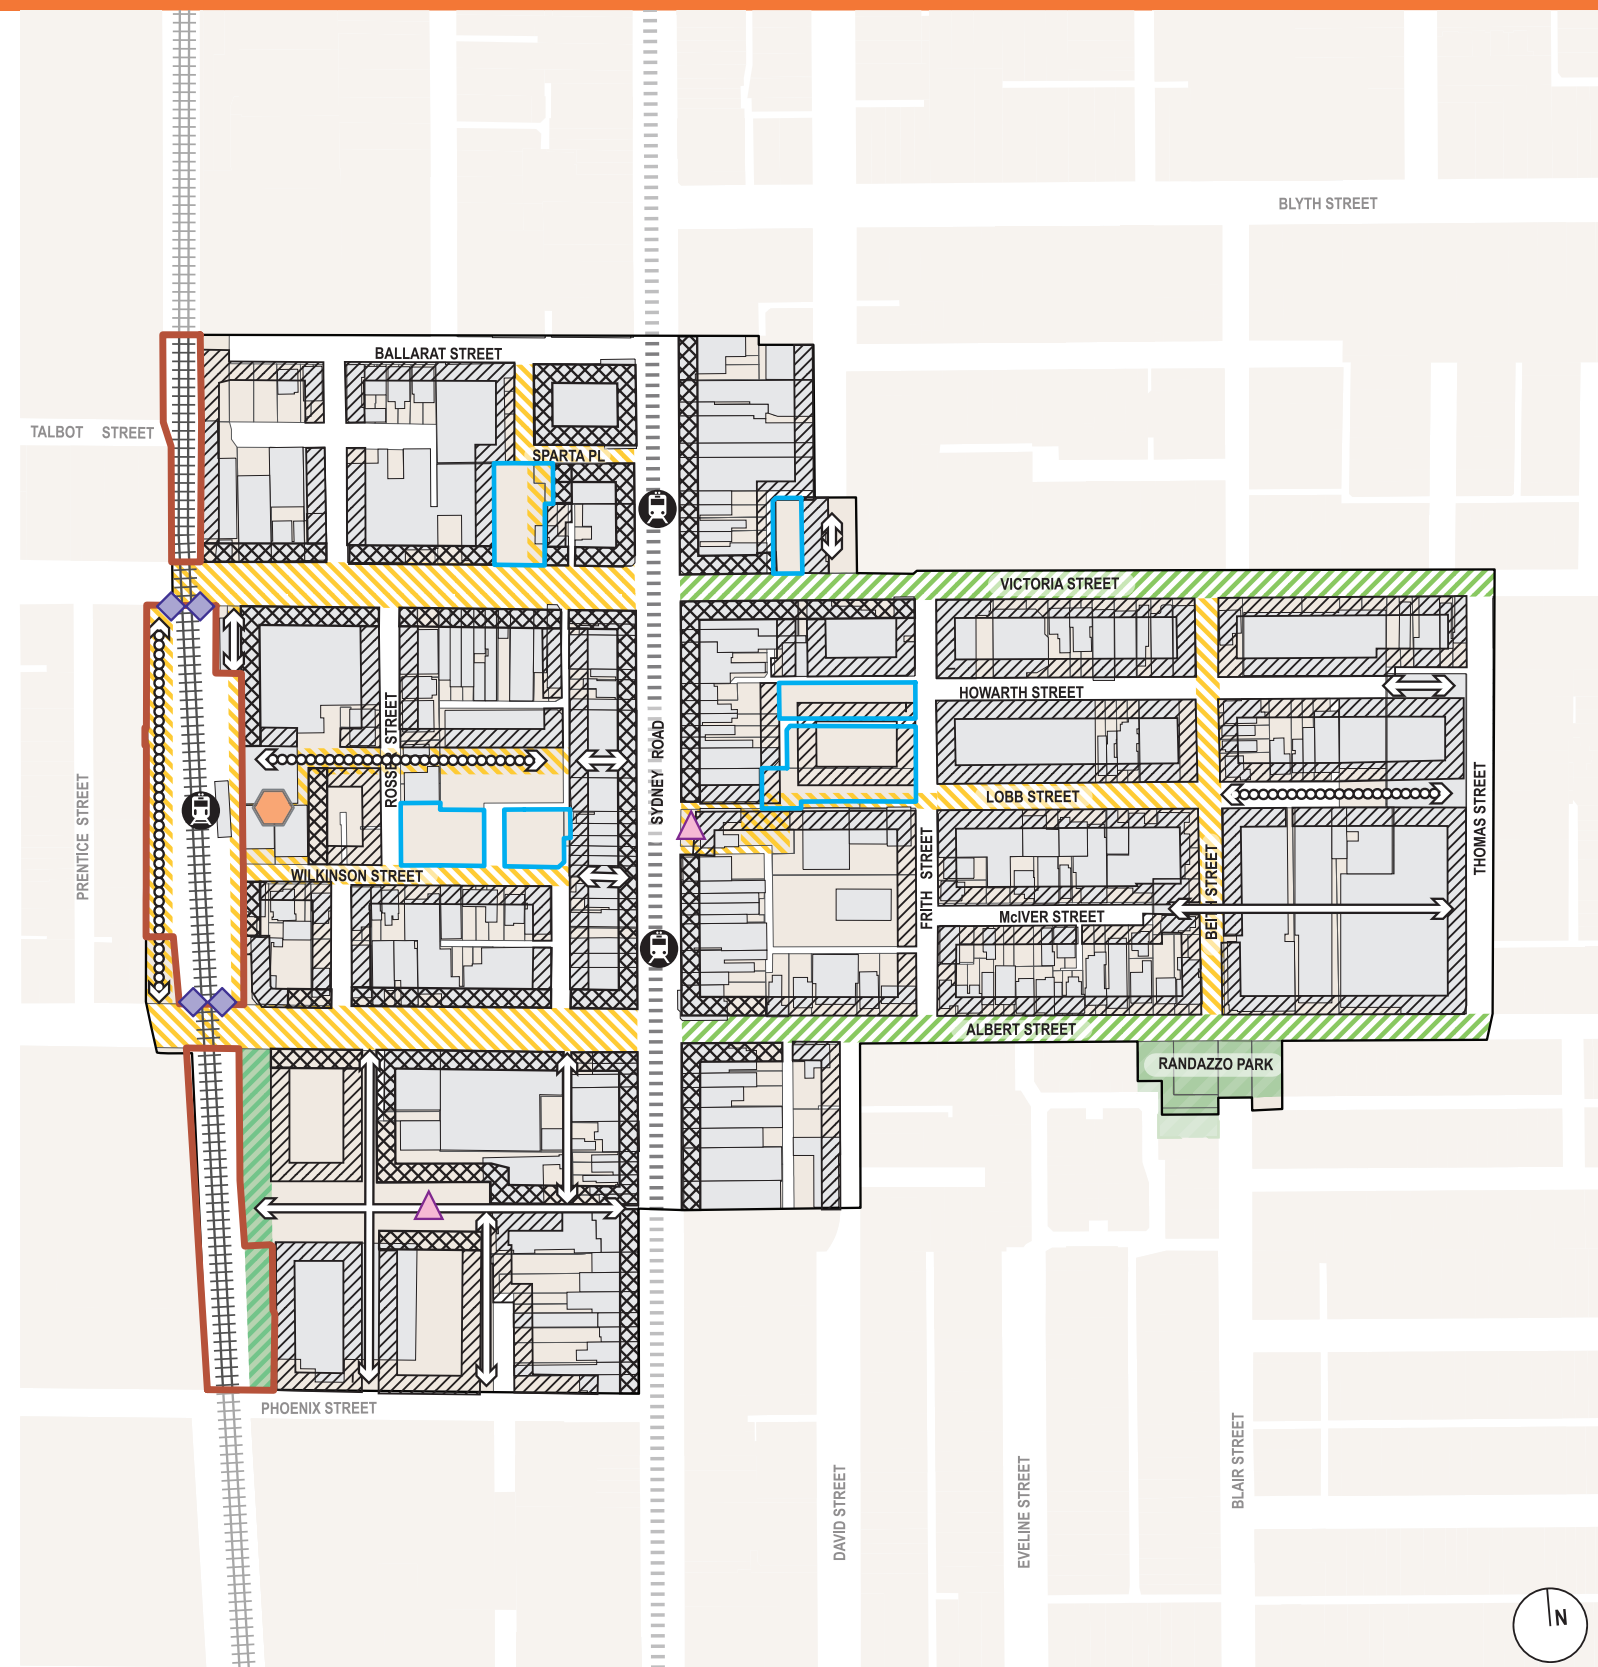 BLYTH STREET
BALLARAT STREET
TALBOT STREET
SPARTA PL
VICTORIA STREET
HOWARTH STREET
ROSSER STREET
SYDNEY ROAD
PRENTICE STREET
LOBB STREET
THOMAS STREET
WILKINSON STREET
FRITH STREET
BEITH STREET
McIVER STREET
ALBERT STREET
RANDAZZO PARK
PHOENIX STREET
DAVID STREET
EVELINE STREET
BLAIR STREET
N